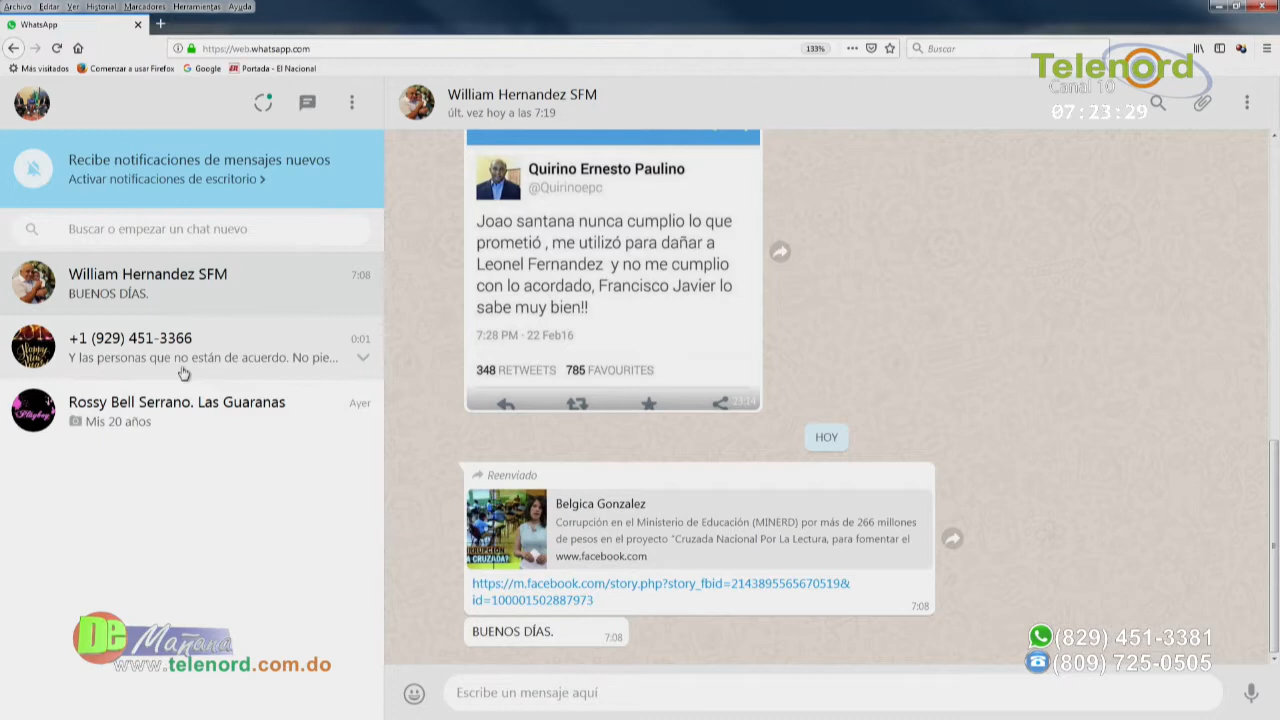 Archivo Editar Ver Historial Marcadores Herramientas Ayuda
WhatsApp
https://web.whatsapp.com
133%
Buscar
Más visitados Comenzar a usar Firefox Google Portada - El Nacional
Telenord
Canal 10
07:23:29
William Hernandez SFM
últ. vez hoy a las 7:19
Recibe notificaciones de mensajes nuevos
Activar notificaciones de escritorio >
Buscar o empezar un chat nuevo
William Hernandez SFM 7:08
BUENOS DÍAS.
+1 (929) 451-3366 0:01
Y las personas que no están de acuerdo. No pie...
Rossy Bell Serrano. Las Guaranas Ayer
Mis 20 años
Quirino Ernesto Paulino
@Quirinoepc
Joao santana nunca cumplio lo que
prometió , me utilizó para dañar a
Leonel Fernandez y no me cumplio
con lo acordado, Francisco Javier lo
sabe muy bien!!
7:28 PM · 22 Feb16
348 RETWEETS 785 FAVOURITES
23:14
HOY
Reenviado
Belgica Gonzalez
Corrupción en el Ministerio de Educación (MINERD) por más de 266 millones
de pesos en el proyecto "Cruzada Nacional Por La Lectura, para fomentar el
www.facebook.com
https://m.facebook.com/story.php?story_fbid=2143895565670519&
id=100001502887973
7:08
BUENOS DÍAS. 7:08
Escribe un mensaje aquí
De Mañana
www.telenord.com.do
(829) 451-3381
(809) 725-0505